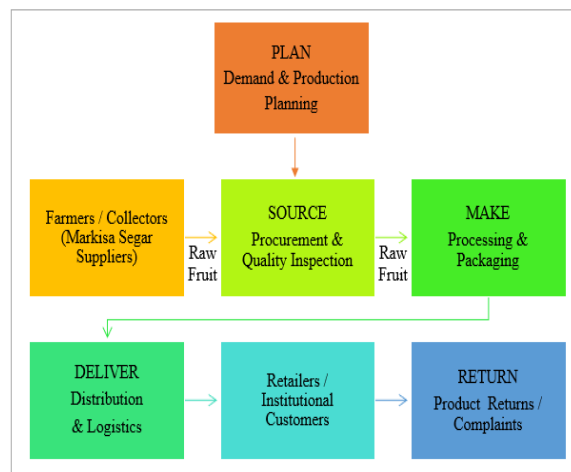 PLAN
Demand & Production
Planning
Farmers / Collectors
(Markisa Segar
Suppliers)
Raw
Fruit
SOURCE
Procurement &
Quality Inspection
Raw
Fruit
MAKE
Processing &
Packaging
DELIVER
Distribution
& Logistics
Retailers /
Institutional
Customers
RETURN
Product Returns /
Complaints